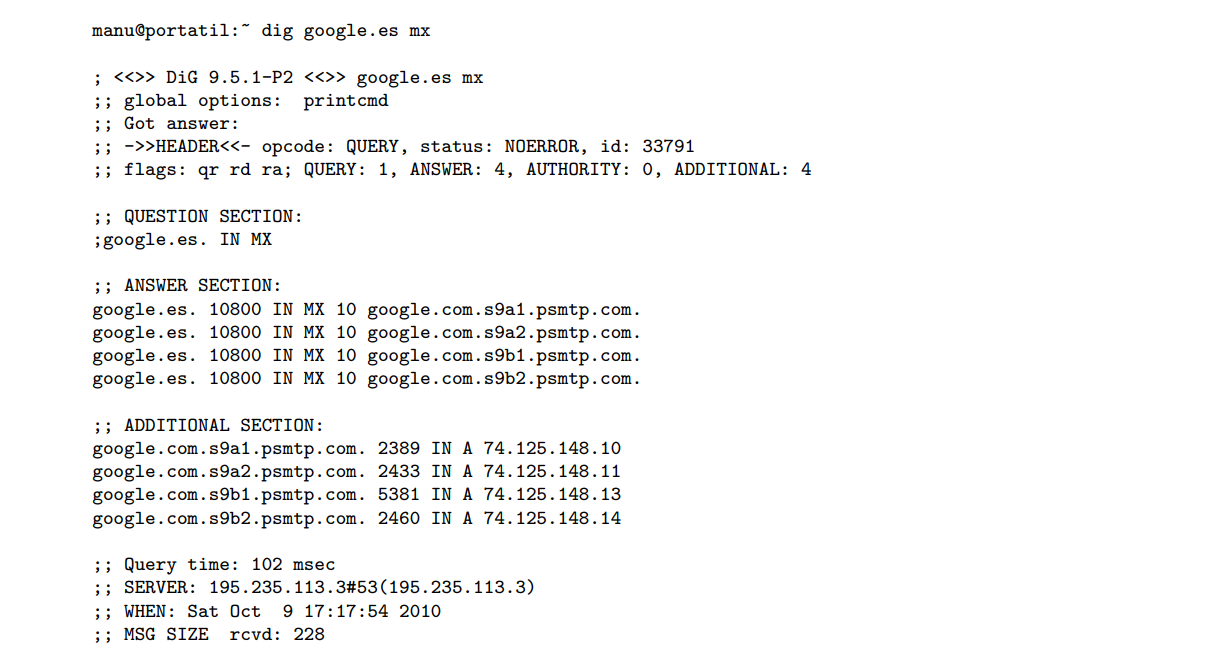 manu@portatil:~ dig google.es mx
; <<>> DiG 9.5.1-P2 <<>> google.es mx
;; global options:  printcmd
;; Got answer:
;; ->>HEADER<<- opcode: QUERY, status: NOERROR, id: 33791
;; flags: qr rd ra; QUERY: 1, ANSWER: 4, AUTHORITY: 0, ADDITIONAL: 4
;; QUESTION SECTION:
;google.es. IN MX
;; ANSWER SECTION:
google.es. 10800 IN MX 10 google.com.s9a1.psmtp.com.
google.es. 10800 IN MX 10 google.com.s9a2.psmtp.com.
google.es. 10800 IN MX 10 google.com.s9b1.psmtp.com.
google.es. 10800 IN MX 10 google.com.s9b2.psmtp.com.
;; ADDITIONAL SECTION:
google.com.s9a1.psmtp.com. 2389 IN A 74.125.148.10
google.com.s9a2.psmtp.com. 2433 IN A 74.125.148.11
google.com.s9b1.psmtp.com. 5381 IN A 74.125.148.13
google.com.s9b2.psmtp.com. 2460 IN A 74.125.148.14
;; Query time: 102 msec
;; SERVER: 195.235.113.3#53(195.235.113.3)
;; WHEN: Sat Oct  9 17:17:54 2010
;; MSG SIZE  rcvd: 228